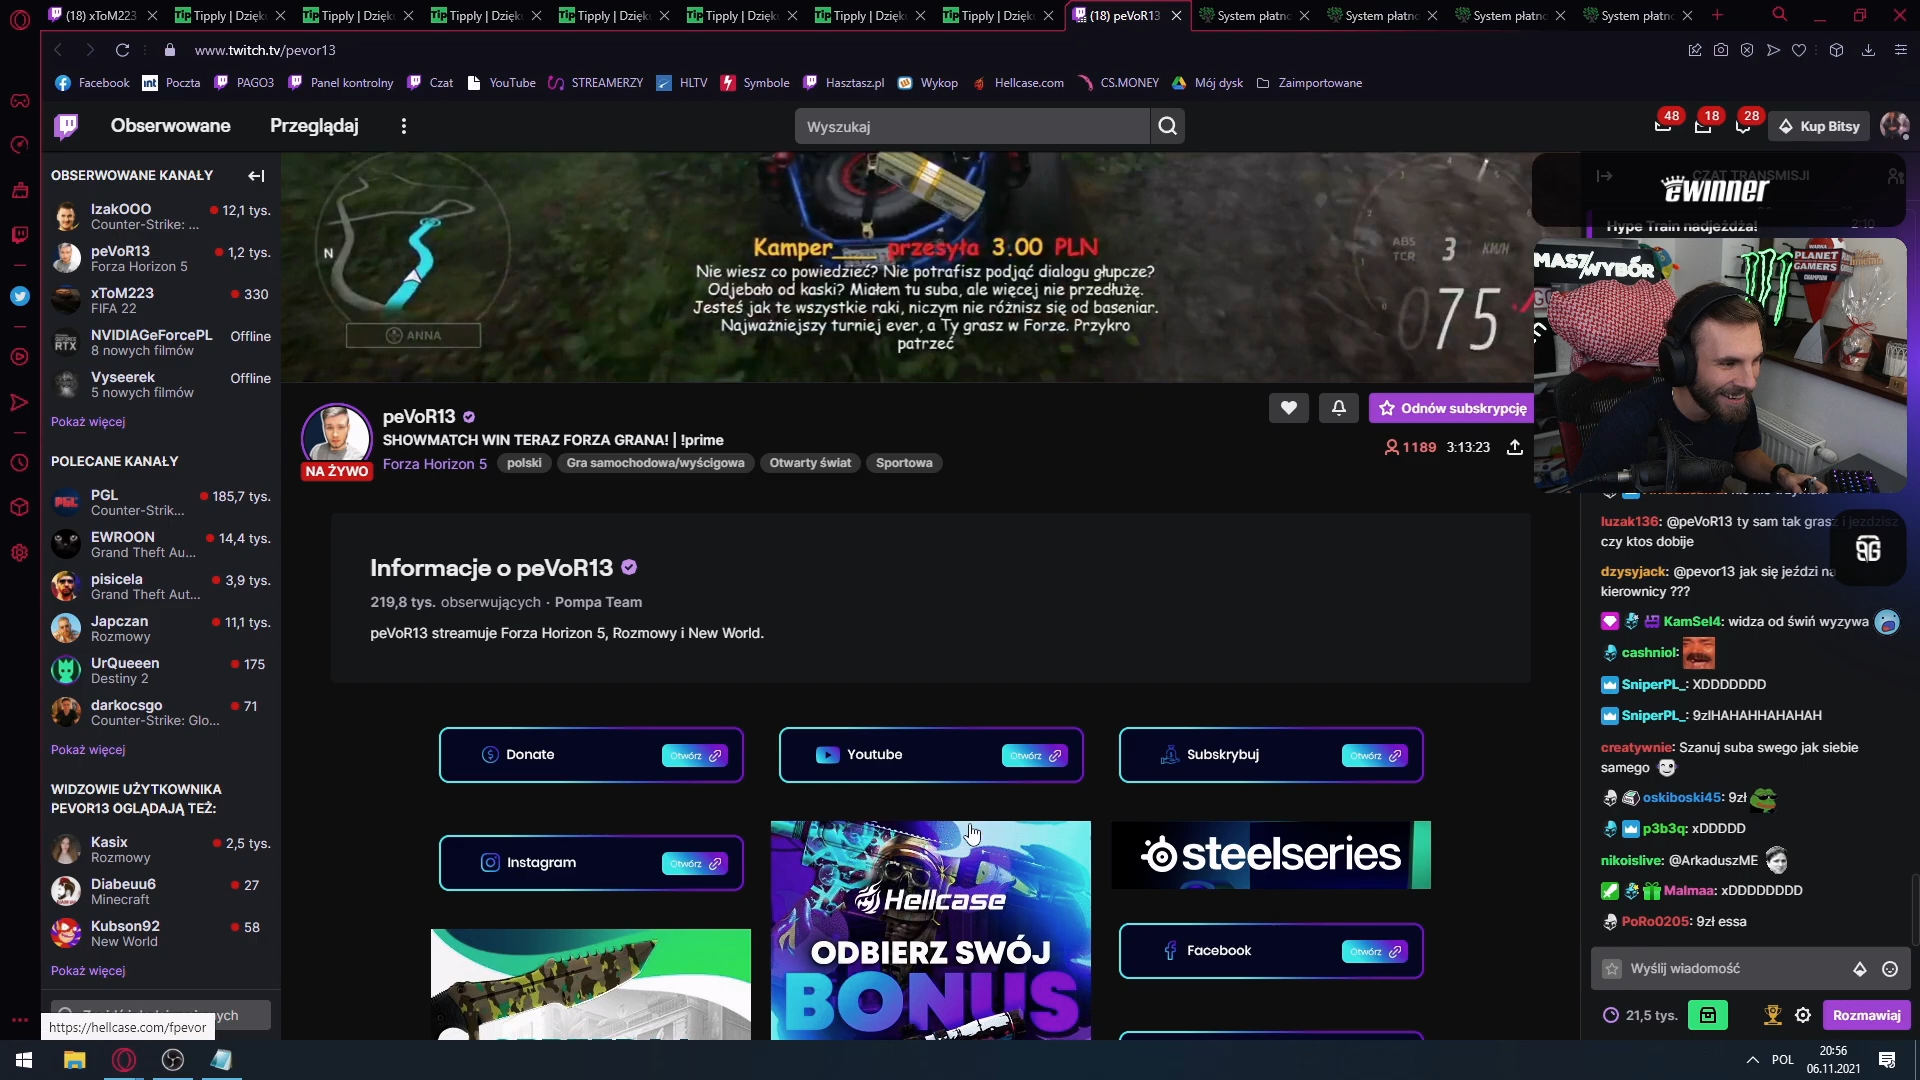 (18) xToM223
Tipply | Dzięk
Tipply | Dzięk
Tipply | Dzięk
Tipply | Dzięk
Tipply | Dzięk
Tipply | Dzięk
Tipply | Dzięk
(18) peVoR13
System płatno
System płatno
System płatno
System płatno
www.twitch.tv/pevor13
Facebook
int
Poczta
PAGO3
Panel kontrolny
Czat
YouTube
STREAMERZY
HLTV
Symbole
Hasztasz.pl
Wykop
Hellcase.com
CS.MONEY
Mój dysk
Zaimportowane
Obserwowane
Przeglądaj
Wyszukaj
48
18
28
Kup Bitsy
OBSERWOWANE KANAŁY
IzakOOO
12,1 tys.
Counter-Strike: ...
peVoR13
1,2 tys.
Forza Horizon 5
xToM223
330
FIFA 22
NVIDIAGeForcePL
Offline
8 nowych filmów
Vyseerek
Offline
5 nowych filmów
Pokaż więcej
POLECANE KANAŁY
PGL
185,7 tys.
Counter-Strik...
EWROON
14,4 tys.
Grand Theft Au...
pisicela
3,9 tys.
Grand Theft Aut...
Japczan
11,1 tys.
Rozmowy
UrQueeen
175
Destiny 2
darkocsgo
71
Counter-Strike: Glo...
Pokaż więcej
WIDZOWIE UŻYTKOWNIKA
PEVOR13 OGLĄDAJĄ TEŻ:
Kasix
2,5 tys.
Rozmowy
Diabeuu6
27
Minecraft
Kubson92
58
New World
Pokaż więcej
https://hellcase.com/fpevor
N
ANNA
Kamper___ przesyła 3.00 PLN
Nie wiesz co powiedzieć? Nie potrafisz podjąć dialogu głupcze?
Odjebało od kaski? Miałem tu suba, ale więcej nie przedłużę.
Jesteś jak te wszystkie raki, niczym nie różnisz się od baseniar.
Najważniejszy turniej ever, a Ty grasz w Forze. Przykro
patrzeć
ABS
TCR
3
KM/H
075
peVoR13
SHOWMATCH WIN TERAZ FORZA GRANA! | !prime
Forza Horizon 5
polski
Gra samochodowa/wyścigowa
Otwarty świat
Sportowa
NA ŻYWO
Odnów subskrypcję
1189
3:13:23
Informacje o peVoR13
219,8 tys. obserwujących · Pompa Team
peVoR13 streamuje Forza Horizon 5, Rozmowy i New World.
Donate
Otwórz
Youtube
Otwórz
Subskrybuj
Otwórz
Instagram
Otwórz
Hellcase
ODBIERZ SWÓJ
BONUS
steelseries
Facebook
Otwórz
CZAT TRANSMISJI
ewinner
Hype Train nadjeżdża!
2:10
MASZ WYBÓR
PLANET
GAMERS
luzak136: @peVoR13 ty sam tak grasz i jezdzisz
czy ktos dobije
dzysyjack: @pevor13 jak się jeździ na
kierownicy ???
KamSel4: widza od świń wyzywa
cashniol:
SniperPL_: XDDDDDDD
SniperPL_: 9zlHAHAHHAHAHAH
creatywnie: Szanuj suba swego jak siebie
samego
oskiboski45: 9zł
p3b3q: xDDDDD
nikoislive: @ArkaduszME
Malmaa: xDDDDDDDD
PoRo0205: 9zł essa
Wyślij wiadomość
21,5 tys.
Rozmawiaj
POL
20:56
06.11.2021